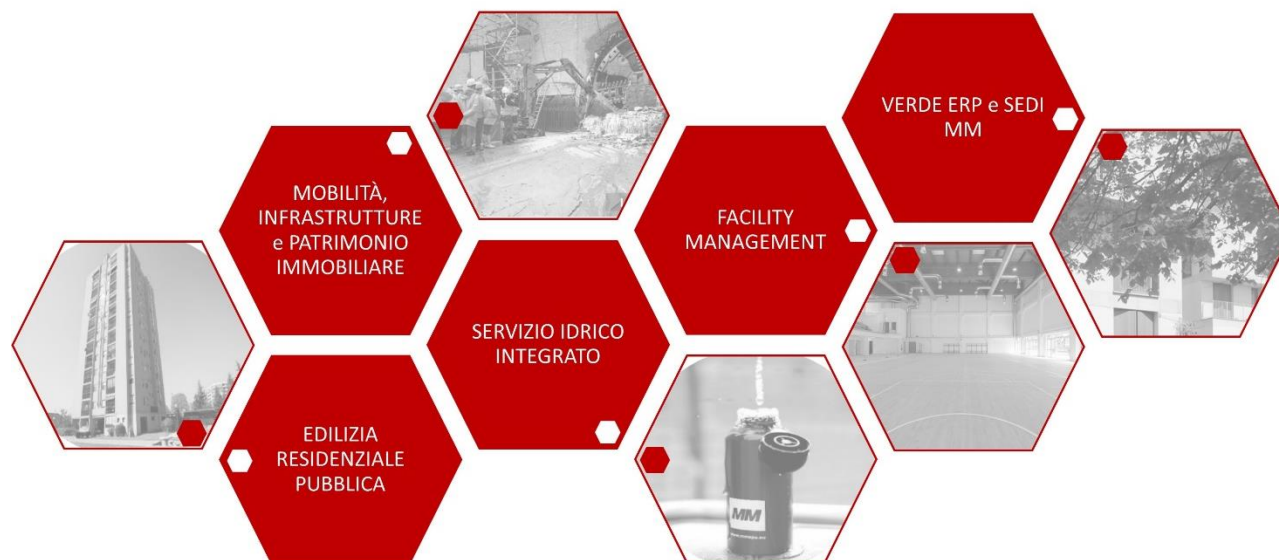 VERDE ERP e SEDI
MM
MOBILITÀ,
INFRASTRUTTURE
e PATRIMONIO
IMMOBILIARE
FACILITY
MANAGEMENT
SERVIZIO IDRICO
INTEGRATO
EDILIZIA
RESIDENZIALE
PUBBLICA
MM